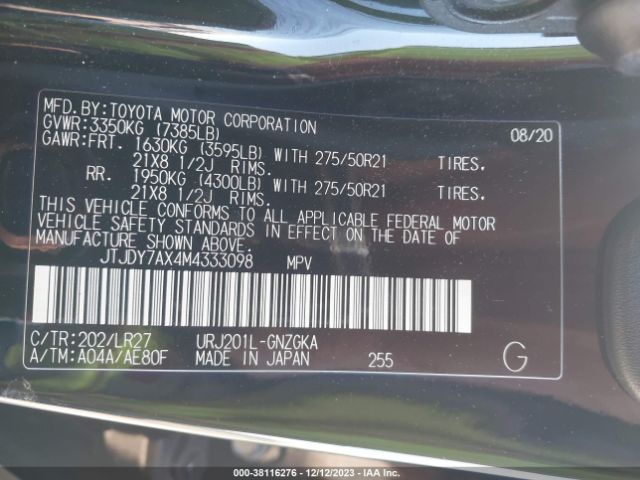 MFD. BY: TOYOTA MOTOR CORPORATION 08/20
GVWR: 3350KG (7385LB)
GAWR: FRT. 1630KG (3595LB) WITH 275/50R21 TIRES.
21X8 1/2J RIMS.
RR. 1950KG (4300LB) WITH 275/50R21 TIRES.
21X8 1/2J RIMS.
THIS VEHICLE CONFORMS TO ALL APPLICABLE FEDERAL MOTOR
VEHICLE SAFETY STANDARDS IN EFFECT ON THE DATE OF
MANUFACTURE SHOWN ABOVE.
JTJDY7AX4M4333098 MPV
C/TR: 202/LR27 URJ201L-GNZGKA
A/TM: A04A/AE80F MADE IN JAPAN 255 G
000-38116276 - 12/12/2023 - IAA Inc.